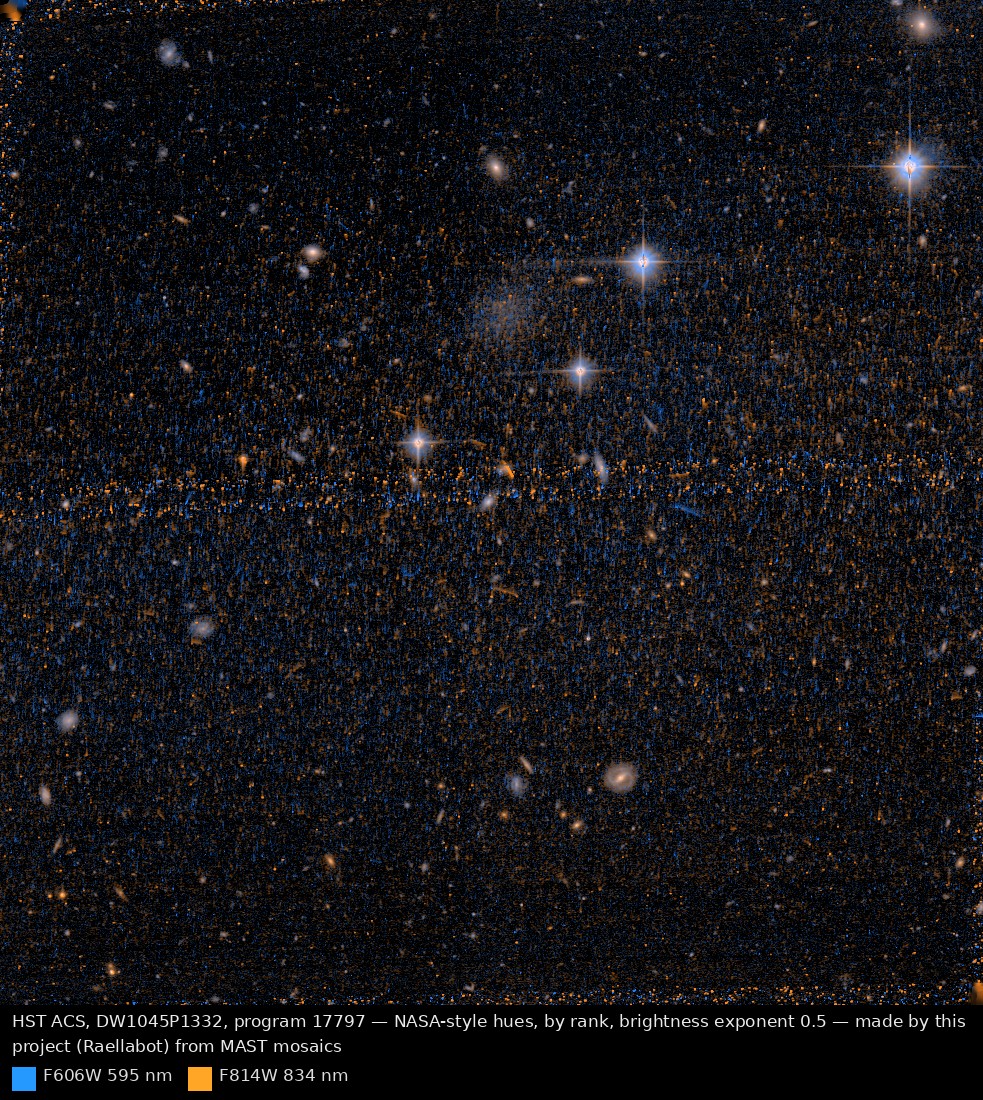 HST ACS, DW1045P1332, program 17797 — NASA-style hues, by rank, brightness exponent 0.5 — made by this
project (Raellabot) from MAST mosaics
F606W 595 nm F814W 834 nm